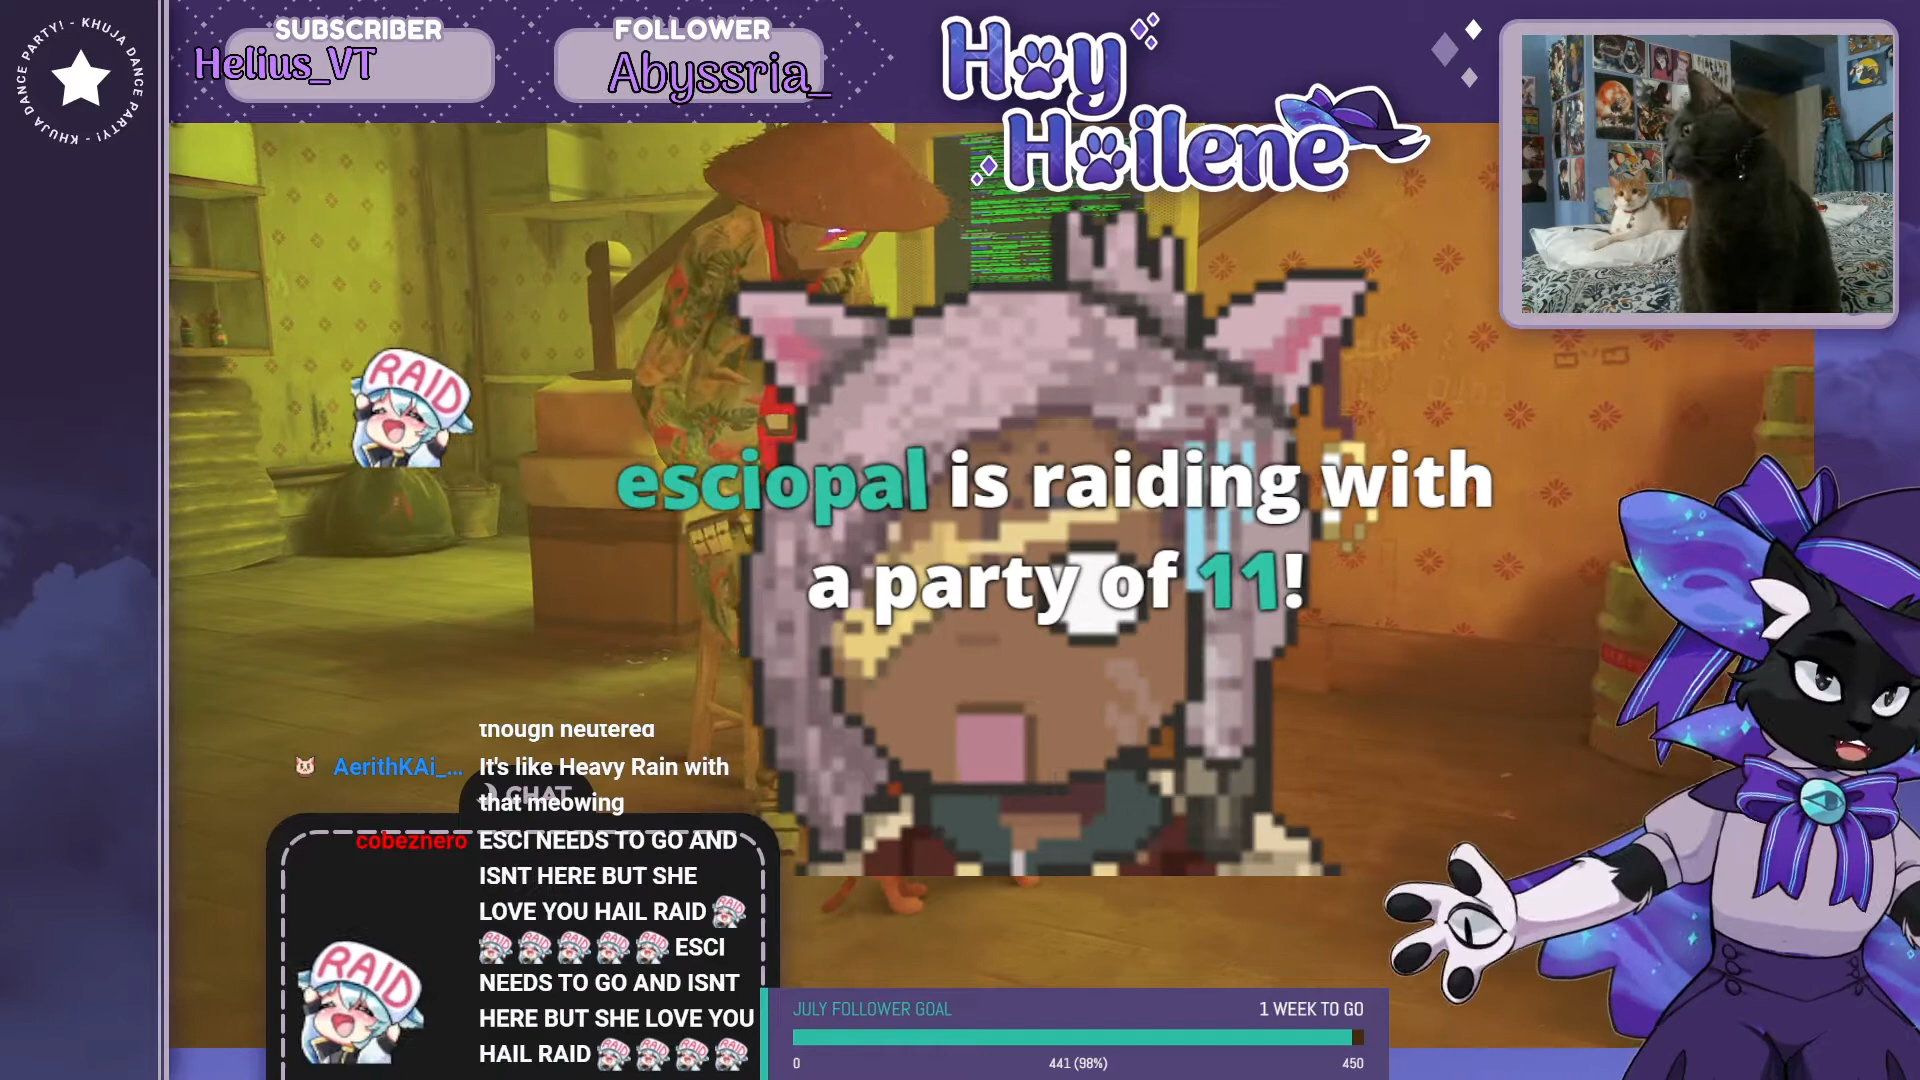 KHUJA DANCE PARTY! - KHUJA DANCE PARTY! -
SUBSCRIBER
Helius_VT
FOLLOWER
Abyssria_
Hay
Hailene
RAID
esciopal is raiding with
a party of 11!
though neutered
AerithKAi_... It's like Heavy Rain with
that meowing
CHAT
cobeznero ESCI NEEDS TO GO AND
ISNT HERE BUT SHE
LOVE YOU HAIL RAID
ESCI
NEEDS TO GO AND ISNT
HERE BUT SHE LOVE YOU
HAIL RAID
RAID
JULY FOLLOWER GOAL
1 WEEK TO GO
0
441 (98%)
450